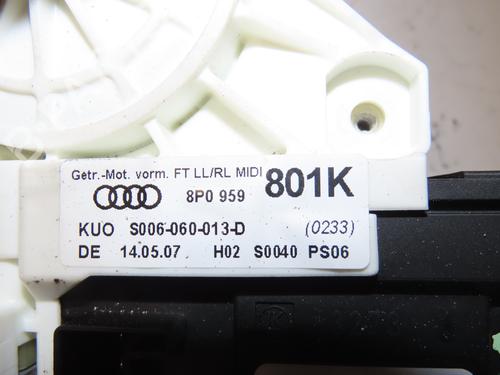 Getr.-Mot. vorm. FT LL/RL MIDI
8P0 959 801K
KUO S006-060-013-D (0233)
DE 14.05.07 H02 S0040 PS06